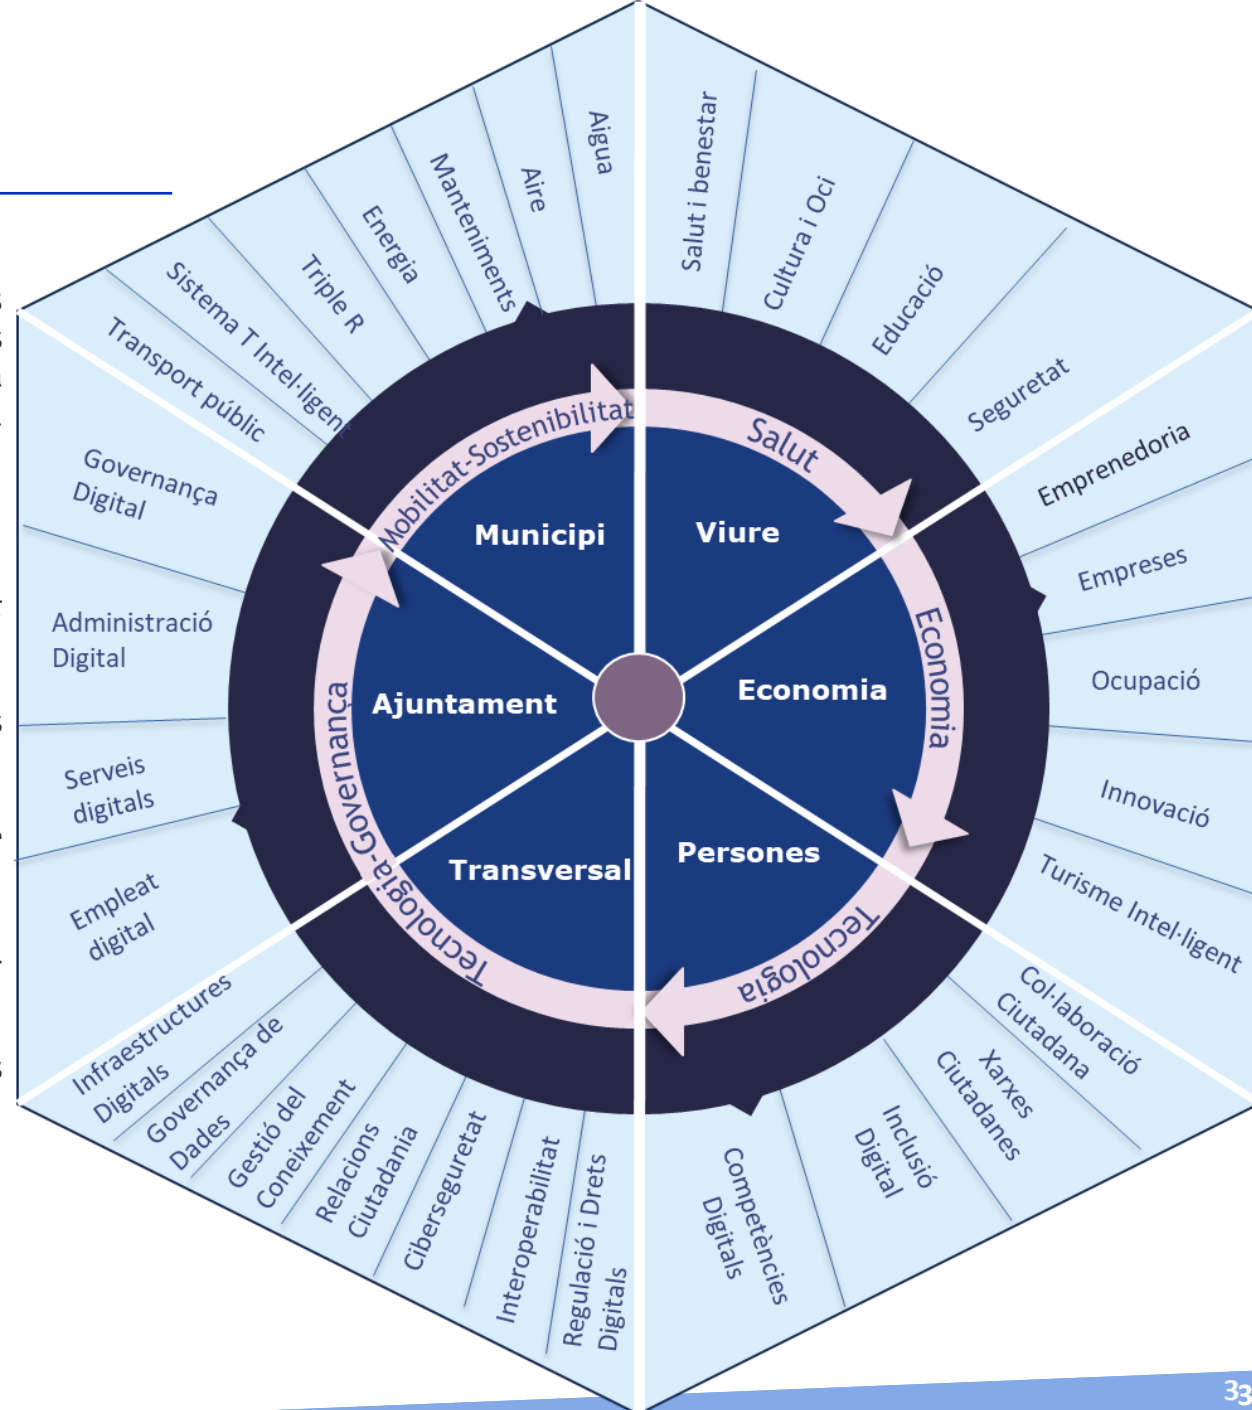 Aigua
Aire
Manteniments
Energia
Triple R
Sistema T Intel·ligent
Transport públic
Salut i benestar
Cultura i Oci
Educació
Seguretat
Emprenedoria
Empreses
Ocupació
Innovació
Turisme Intel·ligent
Col·laboració
Ciutadana
Xarxes
Ciutadanes
Inclusió
Digital
Competències
Digitals
Regulació i Drets
Digitals
Interoperabilitat
Ciberseguretat
Relacions
Ciutadania
Gestió del
Coneixement
Governança de
Dades
Infraestructures
Digitals
Empleat
digital
Serveis
digitals
Administració
Digital
Governança
Digital
Mobilitat-Sostenibilitat
Salut
Economia
Tecnologia
Tecnologia-Governança
Municipi
Viure
Ajuntament
Economia
Transversal
Persones
33